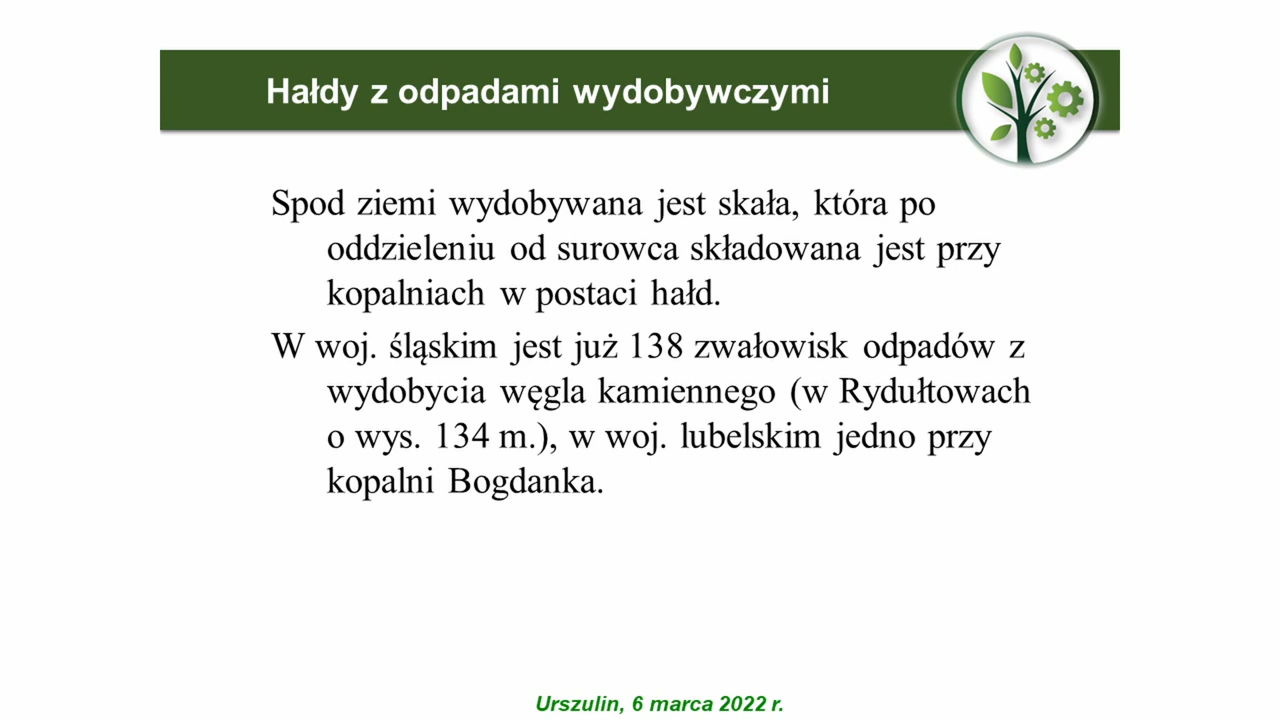 Hałdy z odpadami wydobywczymi
Spod ziemi wydobywana jest skała, która po
oddzieleniu od surowca składowana jest przy
kopalniach w postaci hałd.
W woj. śląskim jest już 138 zwałowisk odpadów z
wydobycia węgla kamiennego (w Rydułtowach
o wys. 134 m.), w woj. lubelskim jedno przy
kopalni Bogdanka.
Urszulin, 6 marca 2022 r.